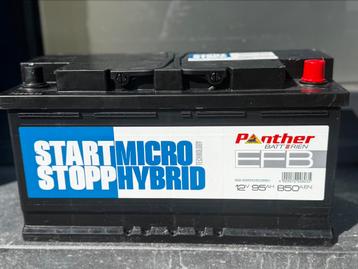 START MICRO
TECHNOLOGY
STOPP HYBRID
Panther
BATTERIEN
EFB
12V 95AH 850A(EN)